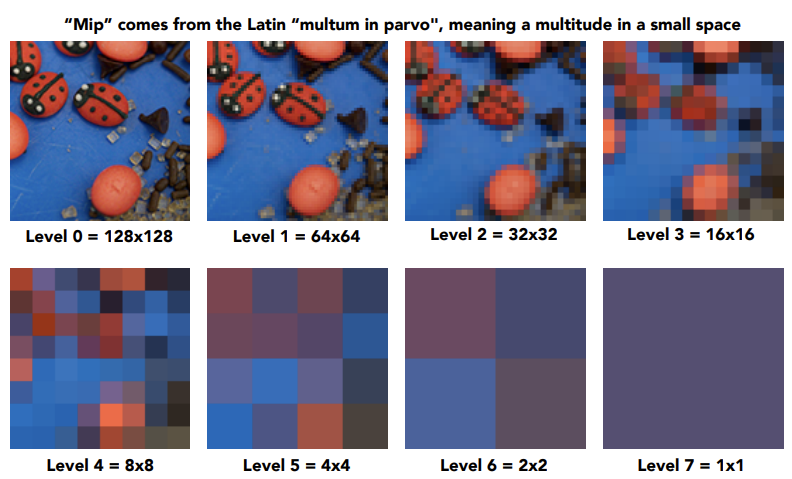 “Mip” comes from the Latin “multum in parvo", meaning a multitude in a small space
Level 0 = 128x128
Level 1 = 64x64
Level 2 = 32x32
Level 3 = 16x16
Level 4 = 8x8
Level 5 = 4x4
Level 6 = 2x2
Level 7 = 1x1